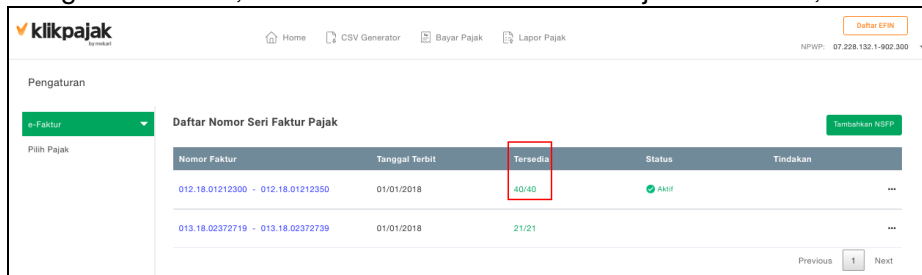 klikpajak
by mekari
Home
CSV Generator
Bayar Pajak
Lapor Pajak
Daftar EFIN
NPWP: 07.228.132.1-902.300
Pengaturan
e-Faktur
Pilih Pajak
Daftar Nomor Seri Faktur Pajak
Tambahkan NSFP
Nomor Faktur Tanggal Terbit Tersedia Status Tindakan
012.18.01212300 - 012.18.01212350 01/01/2018 40/40 Aktif ...
013.18.02372719 - 013.18.02372739 01/01/2018 21/21 ...
Previous 1 Next